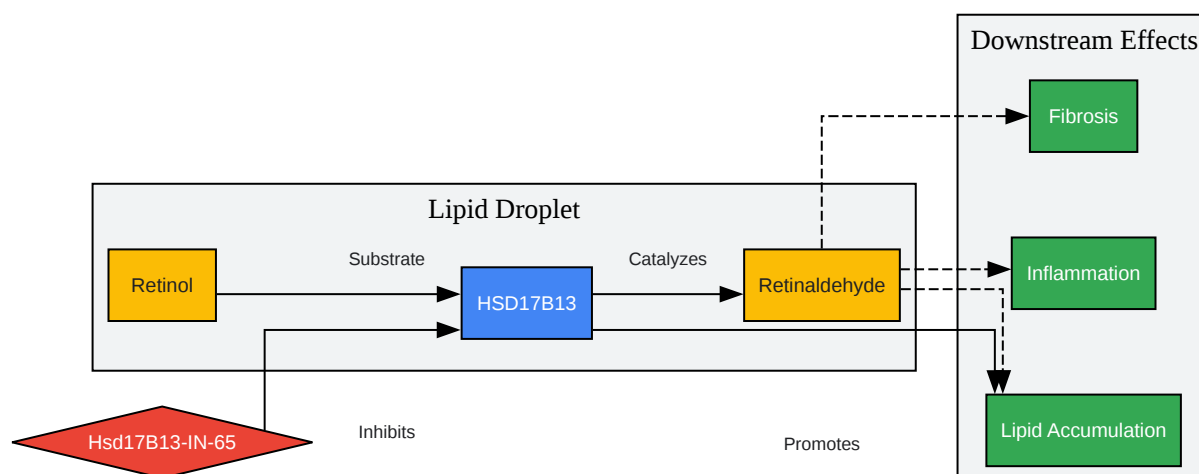 Downstream Effects
Fibrosis
Lipid Droplet
Retinol
Substrate
HSD17B13
Catalyzes
Retinaldehyde
Inflammation
Hsd17B13-IN-65
Inhibits
Promotes
Lipid Accumulation